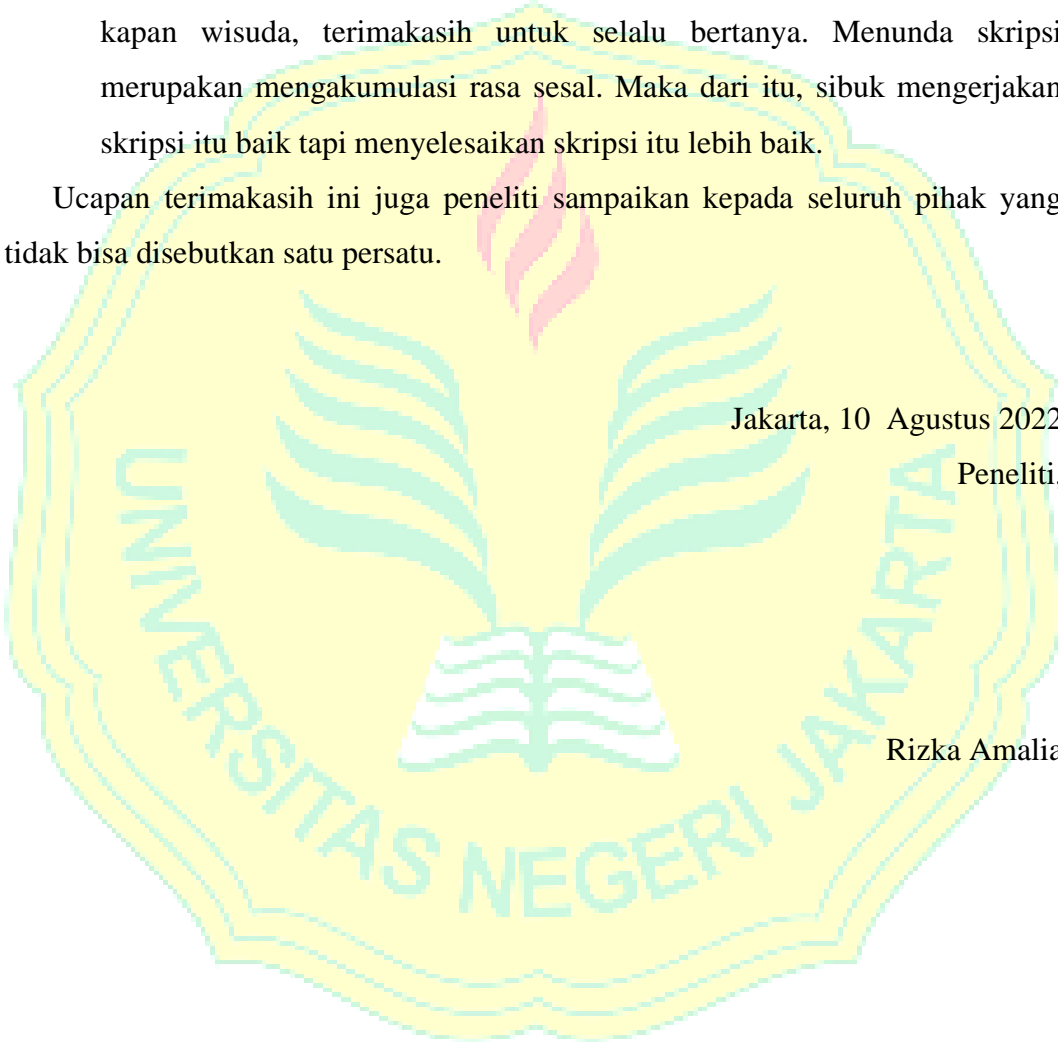 kapan wisuda, terimakasih untuk selalu bertanya. Menunda skripsi
merupakan mengakumulasi rasa sesal. Maka dari itu, sibuk mengerjakan
skripsi itu baik tapi menyelesaikan skripsi itu lebih baik.
Ucapan terimakasih ini juga peneliti sampaikan kepada seluruh pihak yang
tidak bisa disebutkan satu persatu.
Jakarta, 10 Agustus 2022
Peneliti,
Rizka Amalia
UNIVERSITAS NEGERI JAKARTA